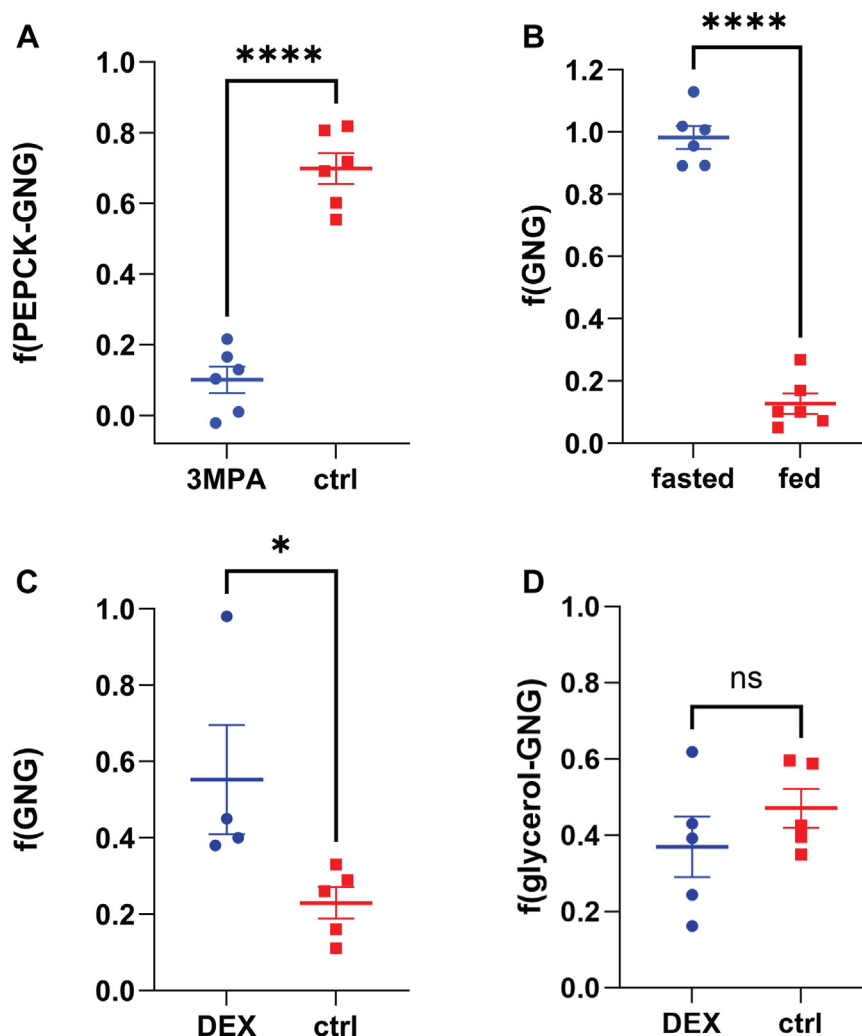 A
****
f(PEPCK-GNG)
1.0
0.8
0.6
0.4
0.2
0.0
3MPA ctrl
B
****
f(GNG)
1.2
1.0
0.8
0.6
0.4
0.2
0.0
fasted fed
C
*
f(GNG)
1.0
0.8
0.6
0.4
0.2
0.0
DEX ctrl
D
ns
f(glycerol-GNG)
1.0
0.8
0.6
0.4
0.2
0.0
DEX ctrl